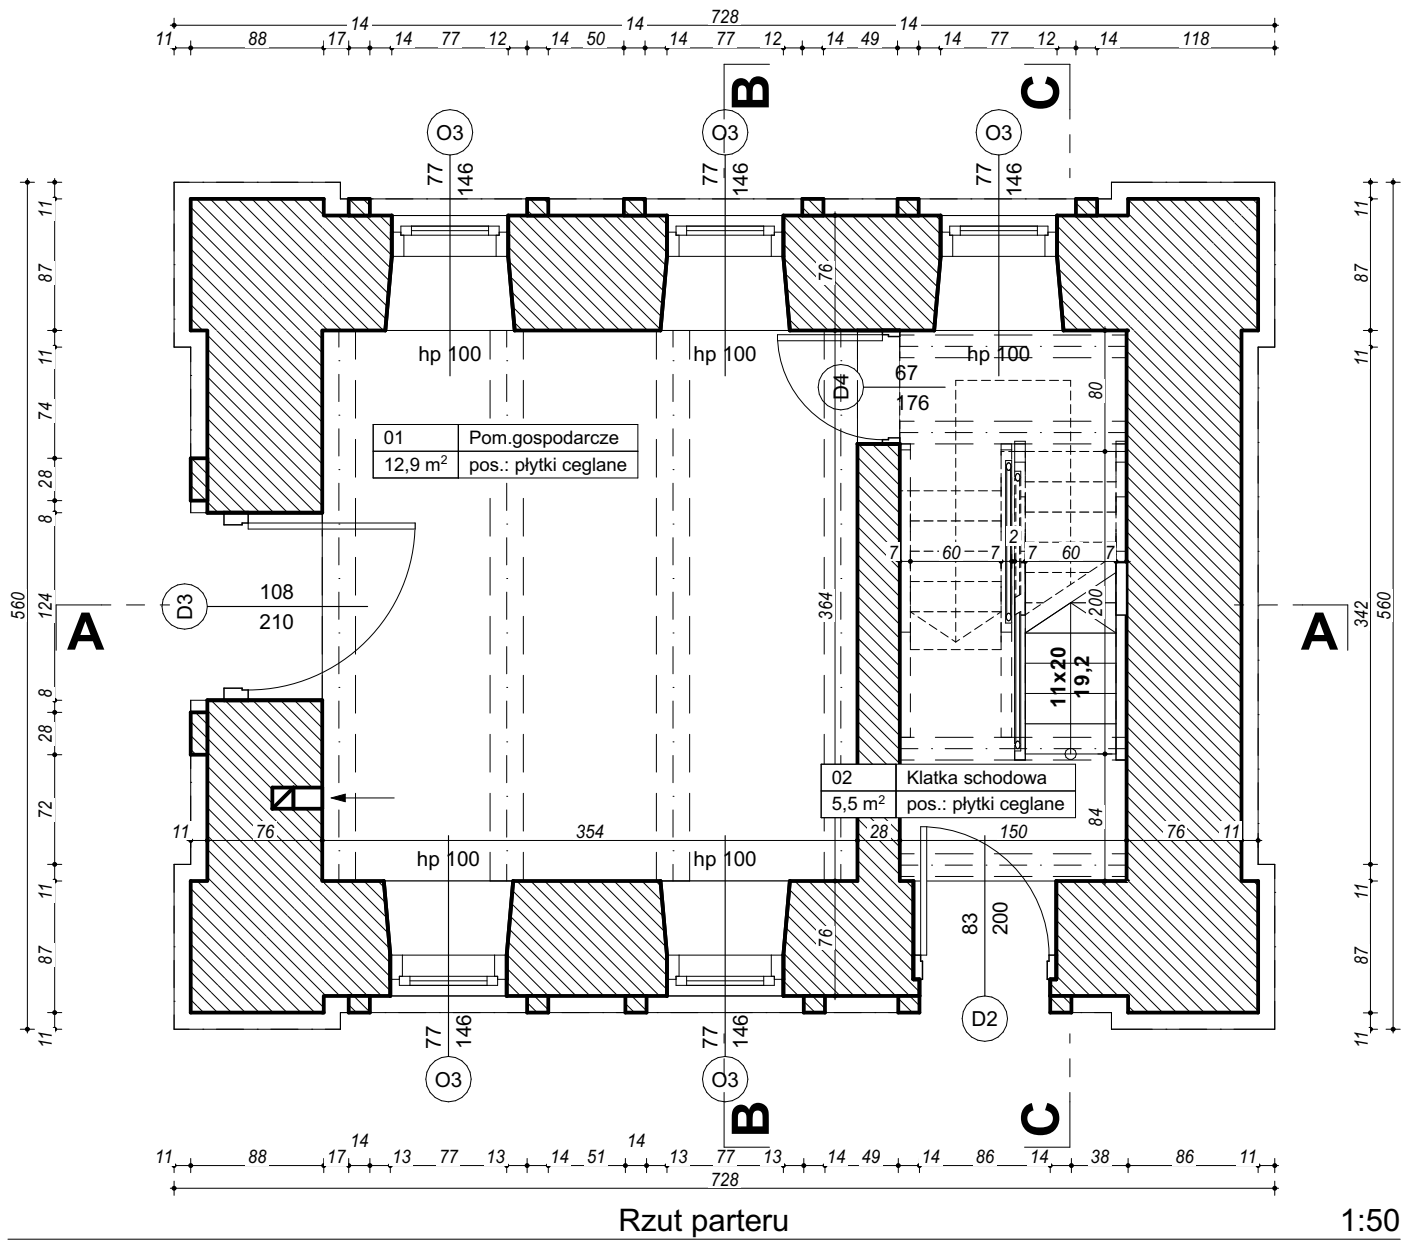 14 728 14 14
11 88 17 14 77 12 14 50 14 77 12 14 49 14 77 12 14 118
B C
O3 O3 O3
77 146 77 146 77 146
11 87 11 74 28 8 124 8 28 72 11 87 11
560
11 87 11 342 11 87 11
560
76
hp 100 hp 100 hp 100
D4 67
176
80
01 Pom.gospodarcze
12,9 m² pos.: płytki ceglane
7 60 7 2 7 60 7
D3 108
210
364
200
A A
11x20
19,2
02 Klatka schodowa
5,5 m² pos.: płytki ceglane
84
11 76 354 28 150 76 11
hp 100 hp 100
76
83 200
D2
77 146 77 146
O3 O3
B C
14 14
11 88 17 13 77 13 14 51 13 77 13 14 49 14 86 14 38 86 11
728
Rzut parteru 1:50